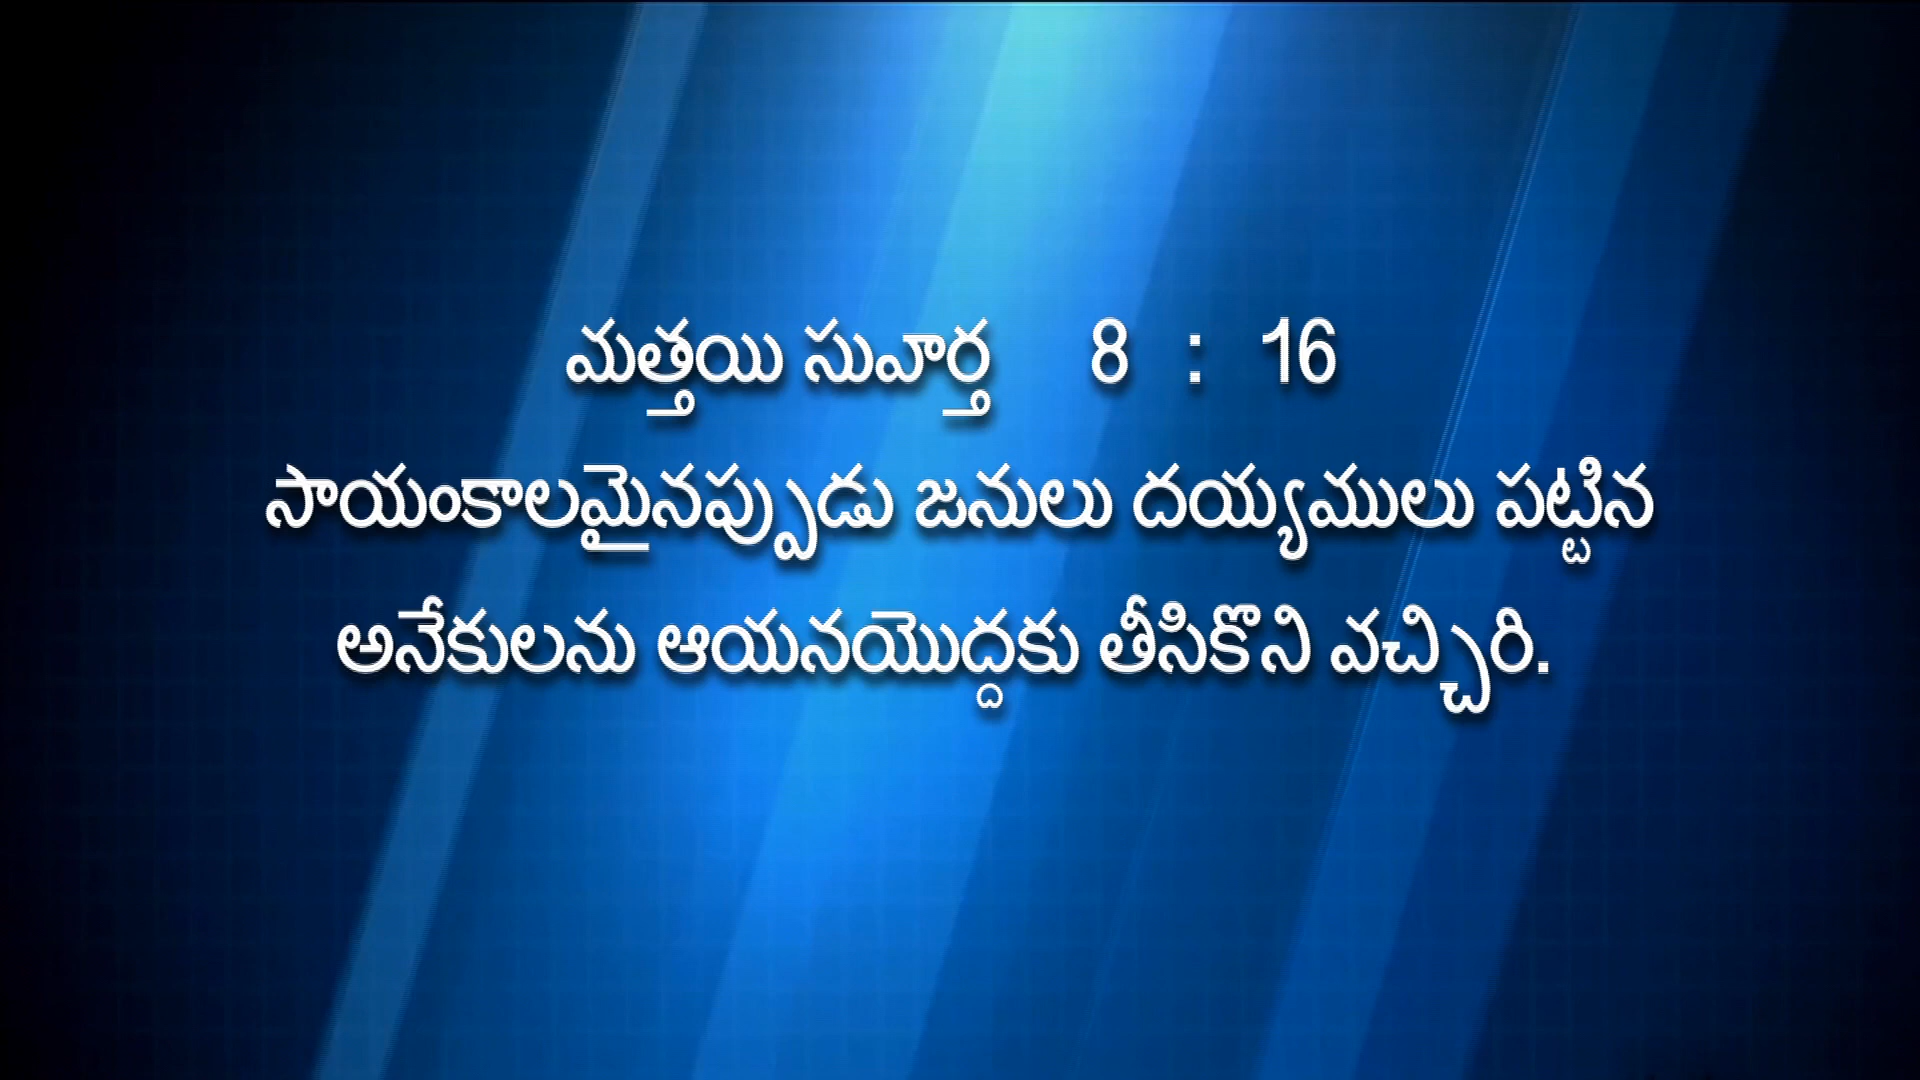 మత్తయి సువార్త 8 : 16
సాయంకాలమైనప్పుడు జనులు దయ్యములు పట్టిన
అనేకులను ఆయనయొద్దకు తీసికొని వచ్చిరి.